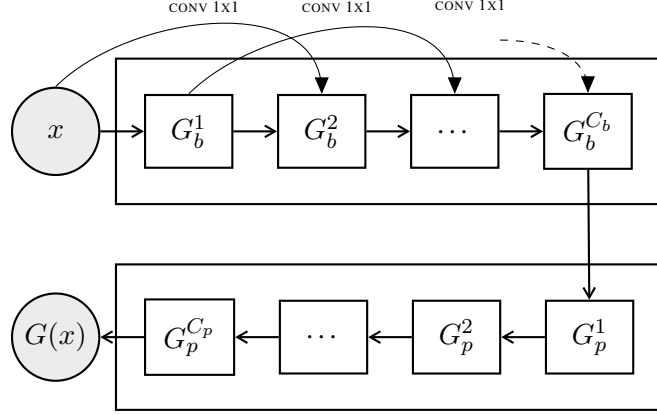 CONV 1X1 CONV 1X1 CONV 1X1
x G_b^1 G_b^2 ... G_b^{C_b}
G(x) G_p^{C_p} ... G_p^2 G_p^1